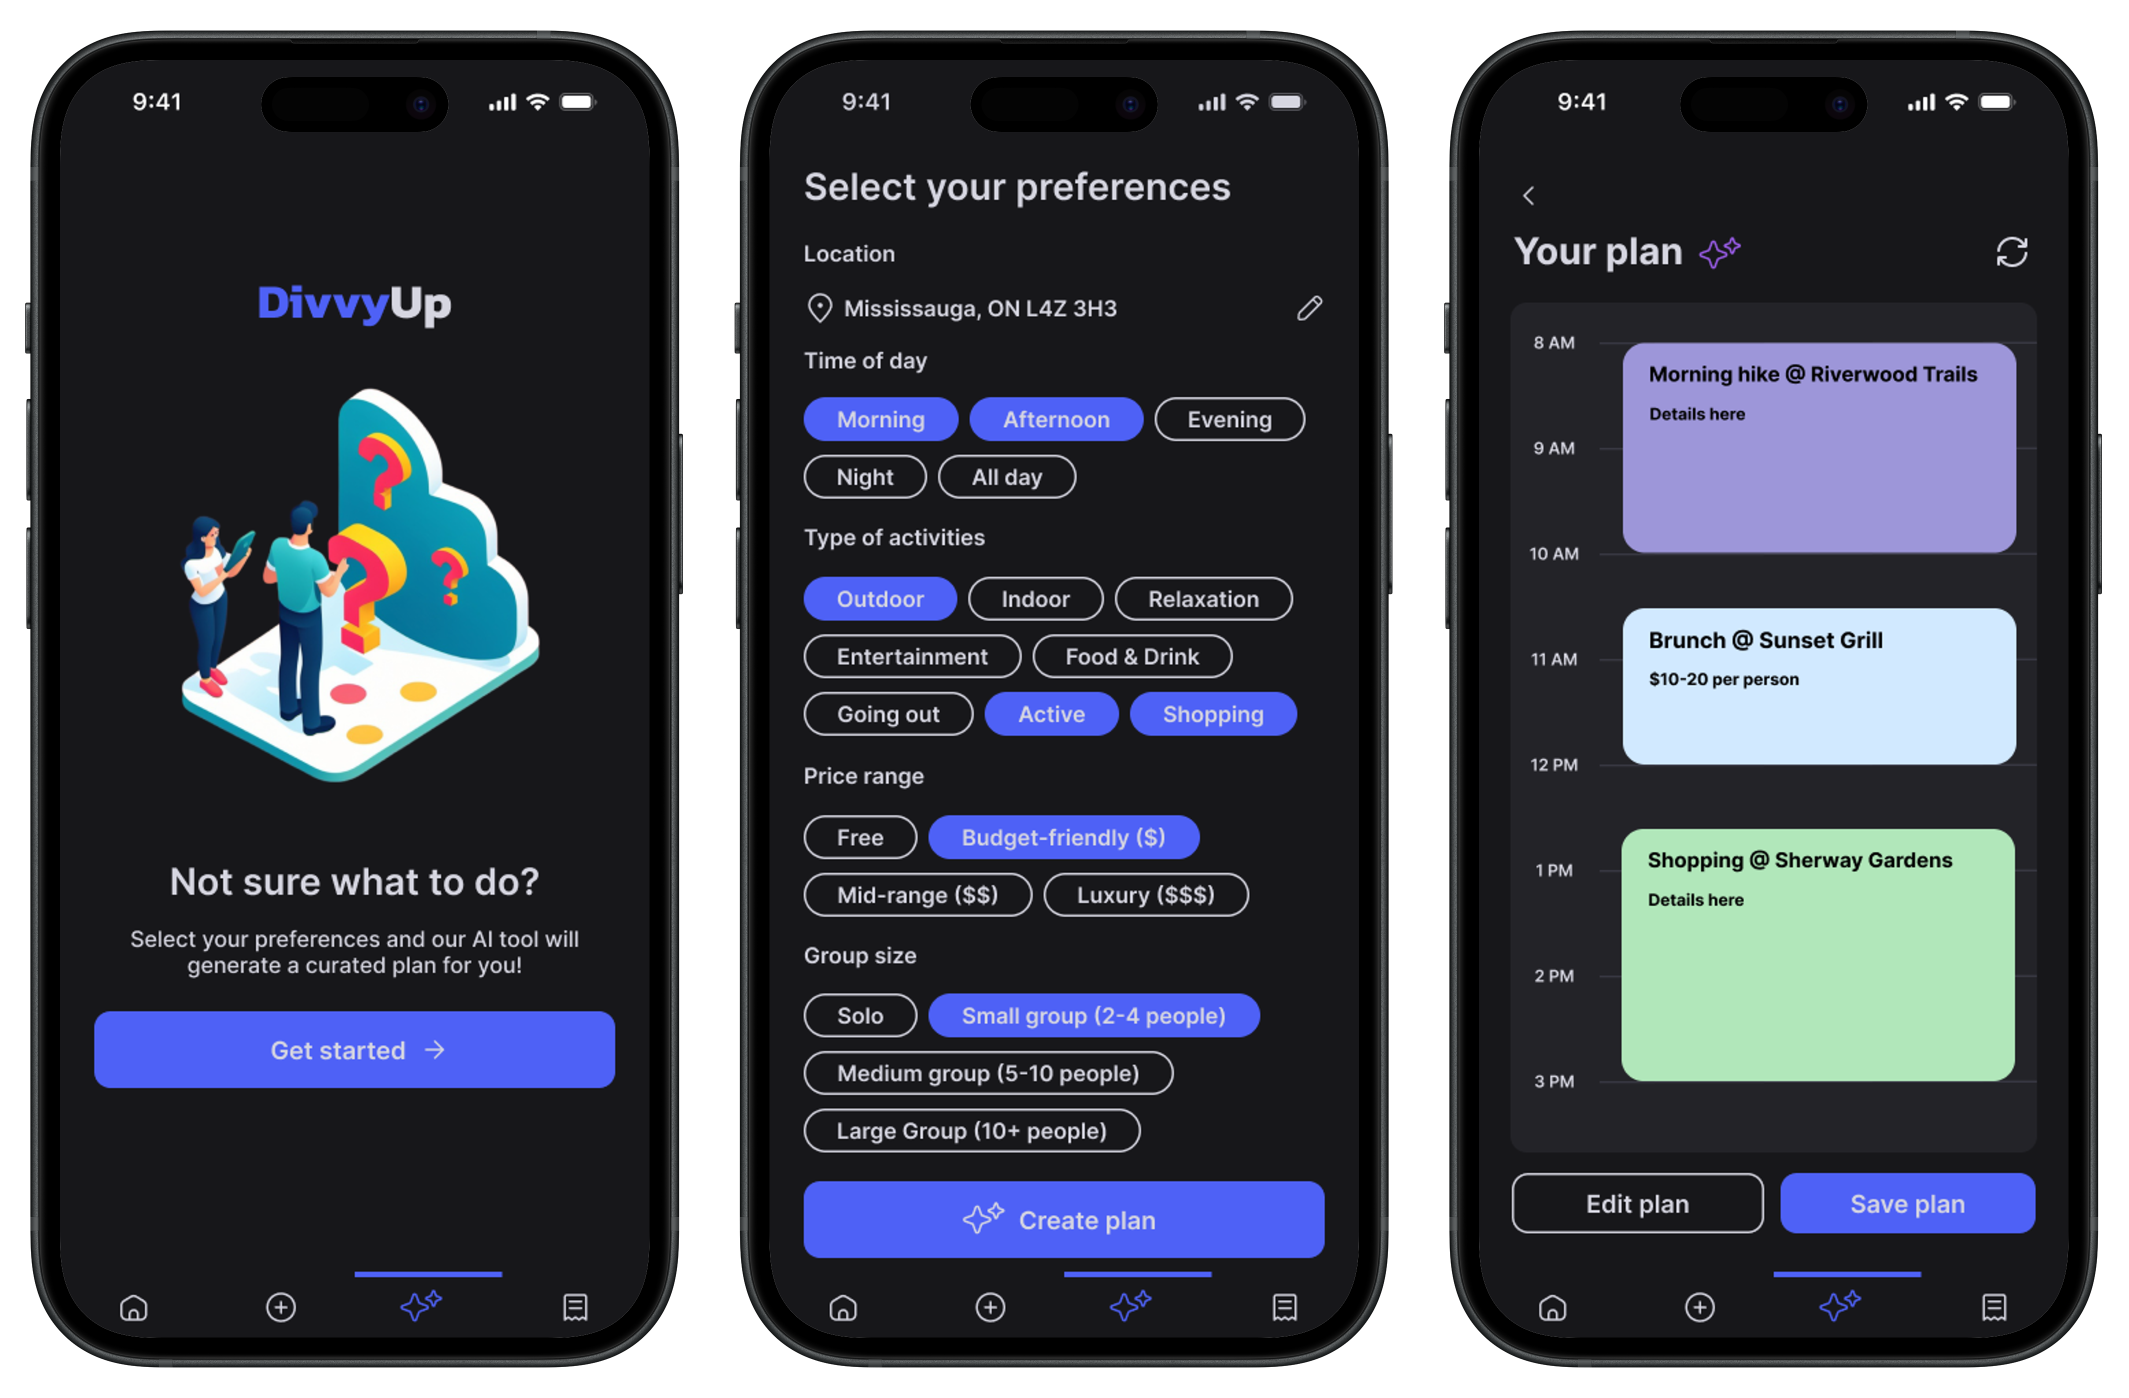 9:41
DivvyUp
Not sure what to do?
Select your preferences and our AI tool will
generate a curated plan for you!
Get started →
9:41
Select your preferences
Location
Mississauga, ON L4Z 3H3
Time of day
Morning Afternoon Evening
Night All day
Type of activities
Outdoor Indoor Relaxation
Entertainment Food & Drink
Going out Active Shopping
Price range
Free Budget-friendly ($)
Mid-range ($$) Luxury ($$$)
Group size
Solo Small group (2-4 people)
Medium group (5-10 people)
Large Group (10+ people)
Create plan
9:41
Your plan
8 AM
Morning hike @ Riverwood Trails
Details here
9 AM
10 AM
Brunch @ Sunset Grill
11 AM
$10-20 per person
12 PM
Shopping @ Sherway Gardens
1 PM
Details here
2 PM
3 PM
Edit plan Save plan